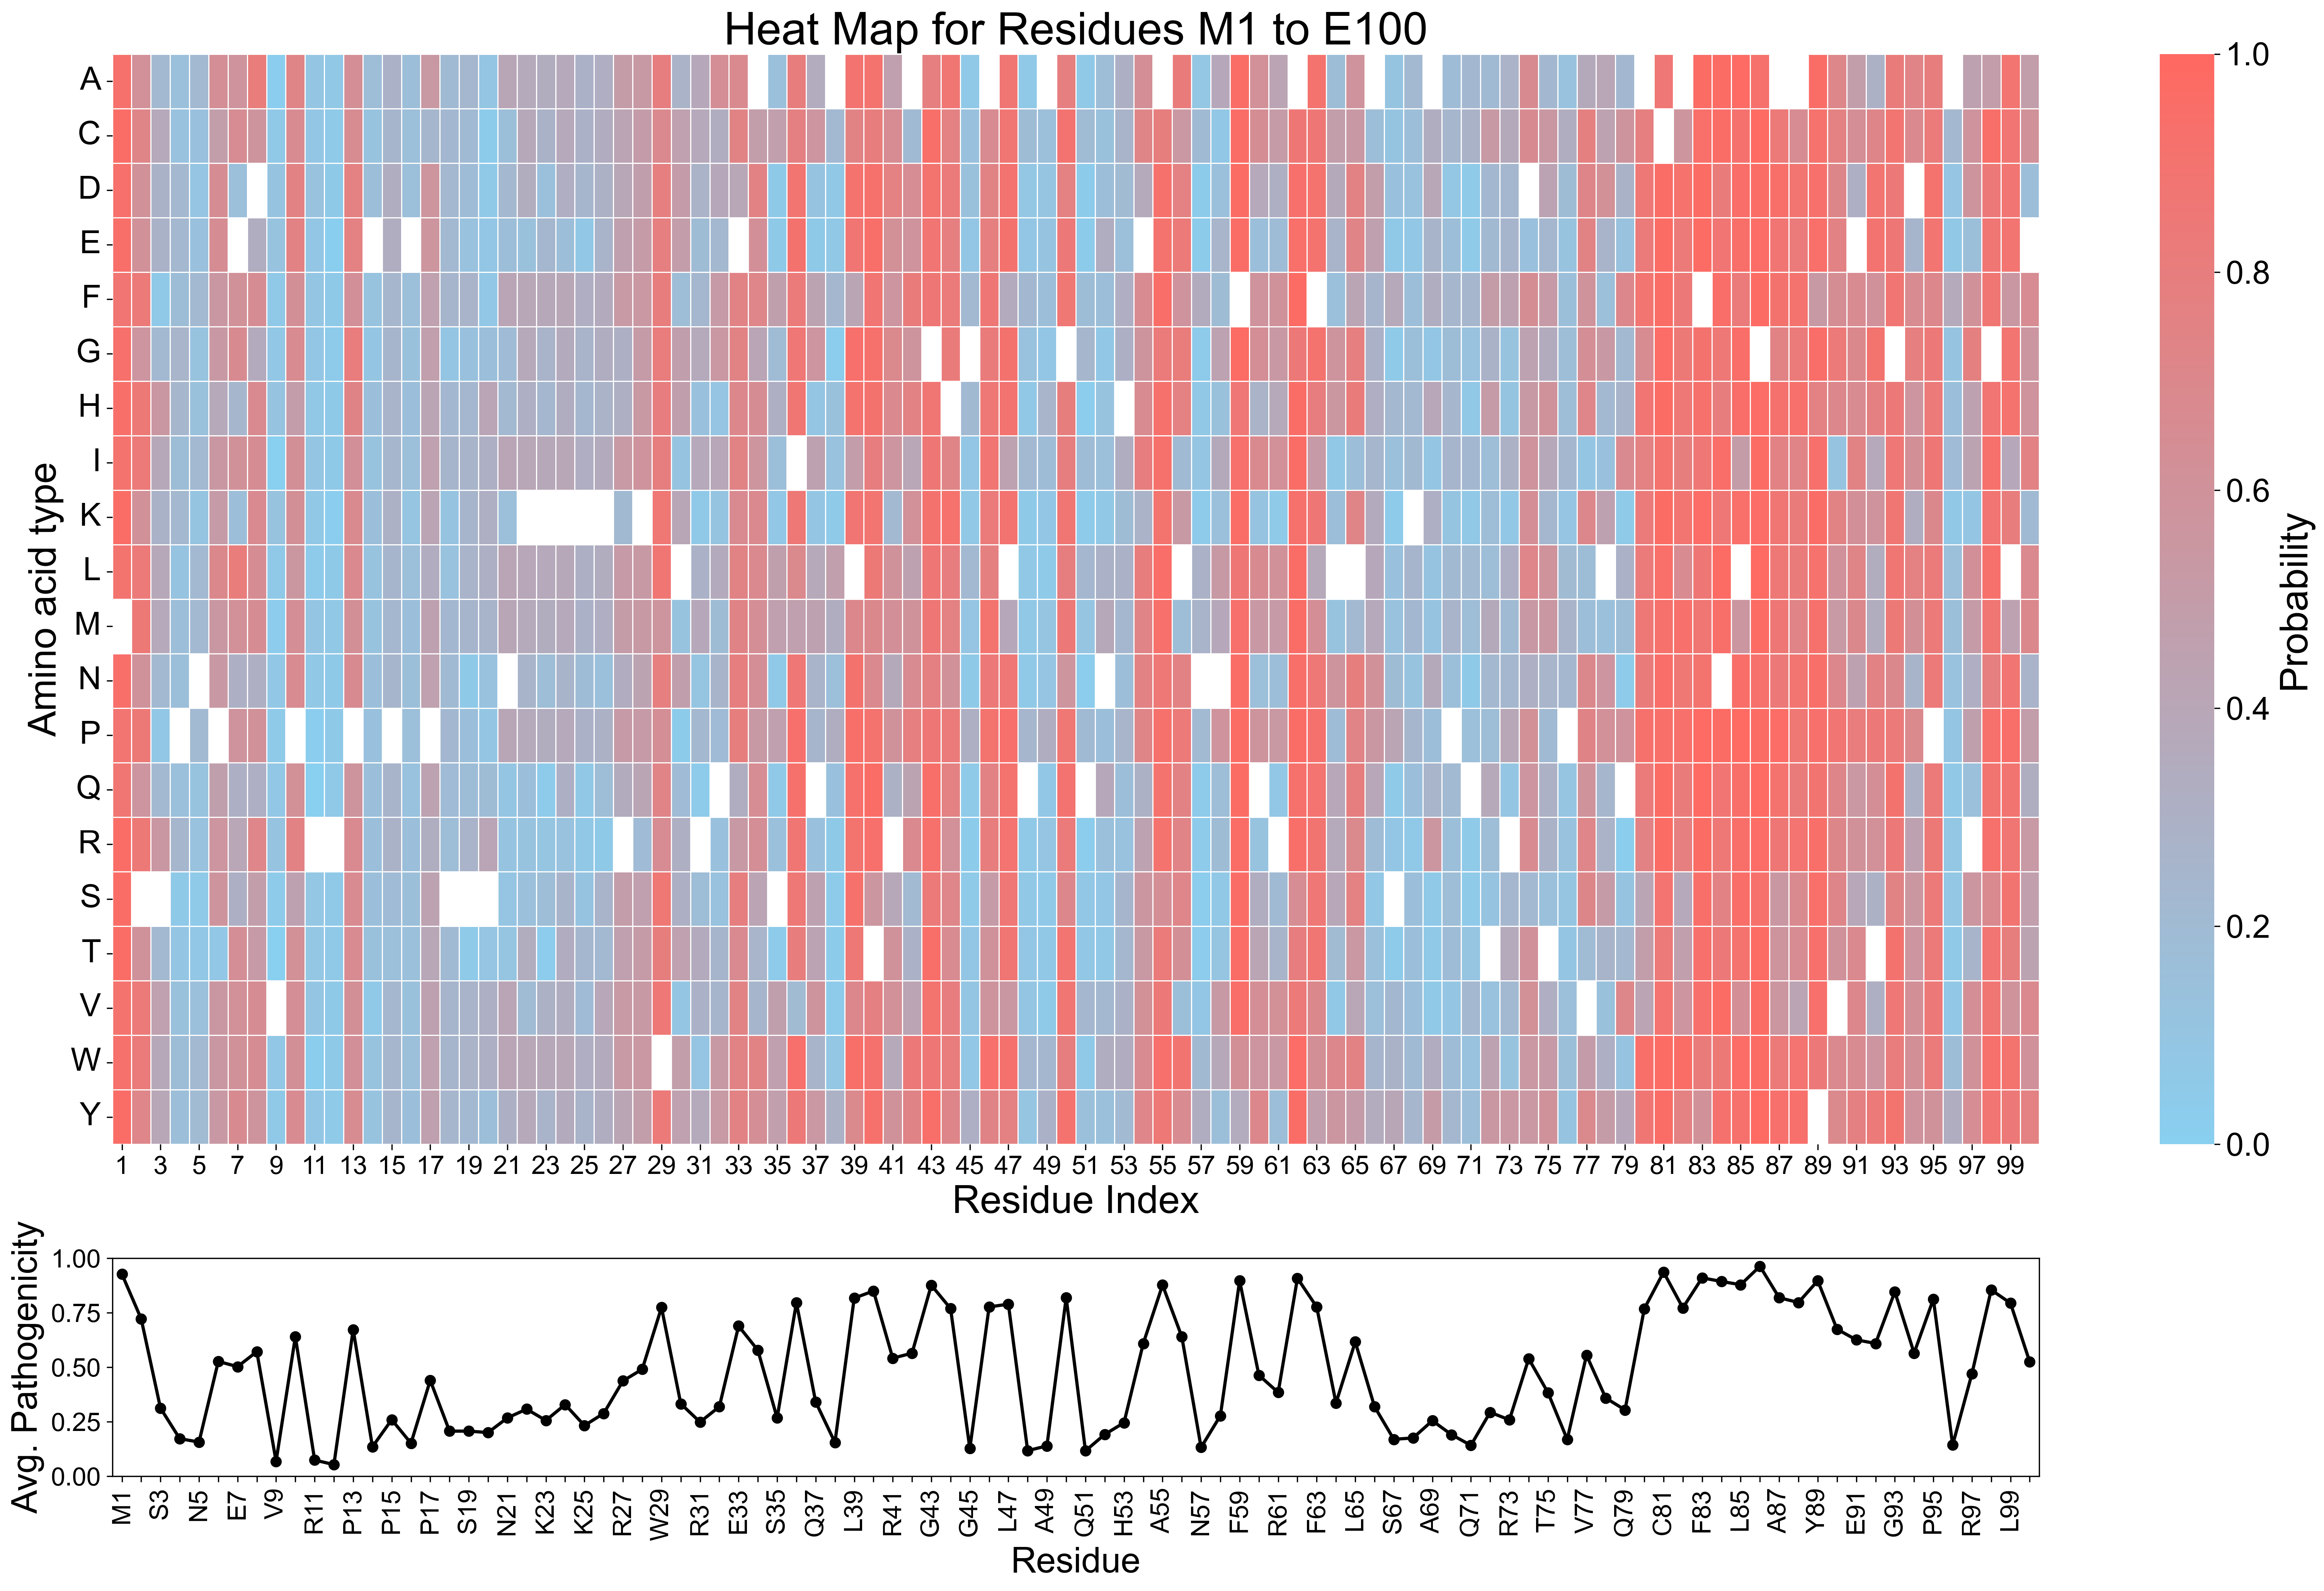 Heat Map for Residues M1 to E100
Amino acid type
A
C
D
E
F
G
H
I
K
L
M
N
P
Q
R
S
T
V
W
Y
1 3 5 7 9 11 13 15 17 19 21 23 25 27 29 31 33 35 37 39 41 43 45 47 49 51 53 55 57 59 61 63 65 67 69 71 73 75 77 79 81 83 85 87 89 91 93 95 97 99
Residue Index
1.0
0.8
0.6
0.4
0.2
0.0
Probability
Avg. Pathogenicity
1.00
0.75
0.50
0.25
0.00
M1 S3 N5 E7 V9 R11 P13 P15 P17 S19 N21 K23 K25 R27 W29 R31 E33 S35 Q37 L39 R41 G43 G45 L47 A49 Q51 H53 A55 N57 F59 R61 F63 L65 S67 A69 Q71 R73 T75 V77 Q79 C81 F83 L85 A87 Y89 E91 G93 P95 R97 L99
Residue